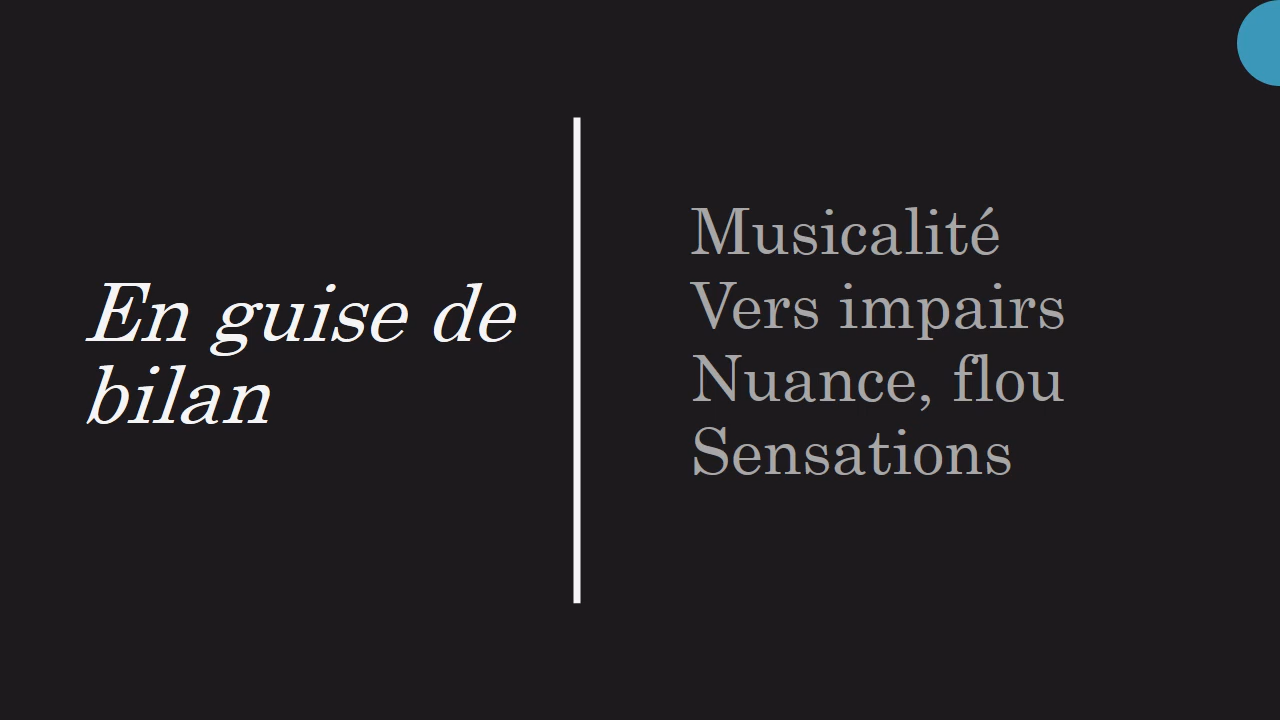 En guise de
bilan
Musicalité
Vers impairs
Nuance, flou
Sensations